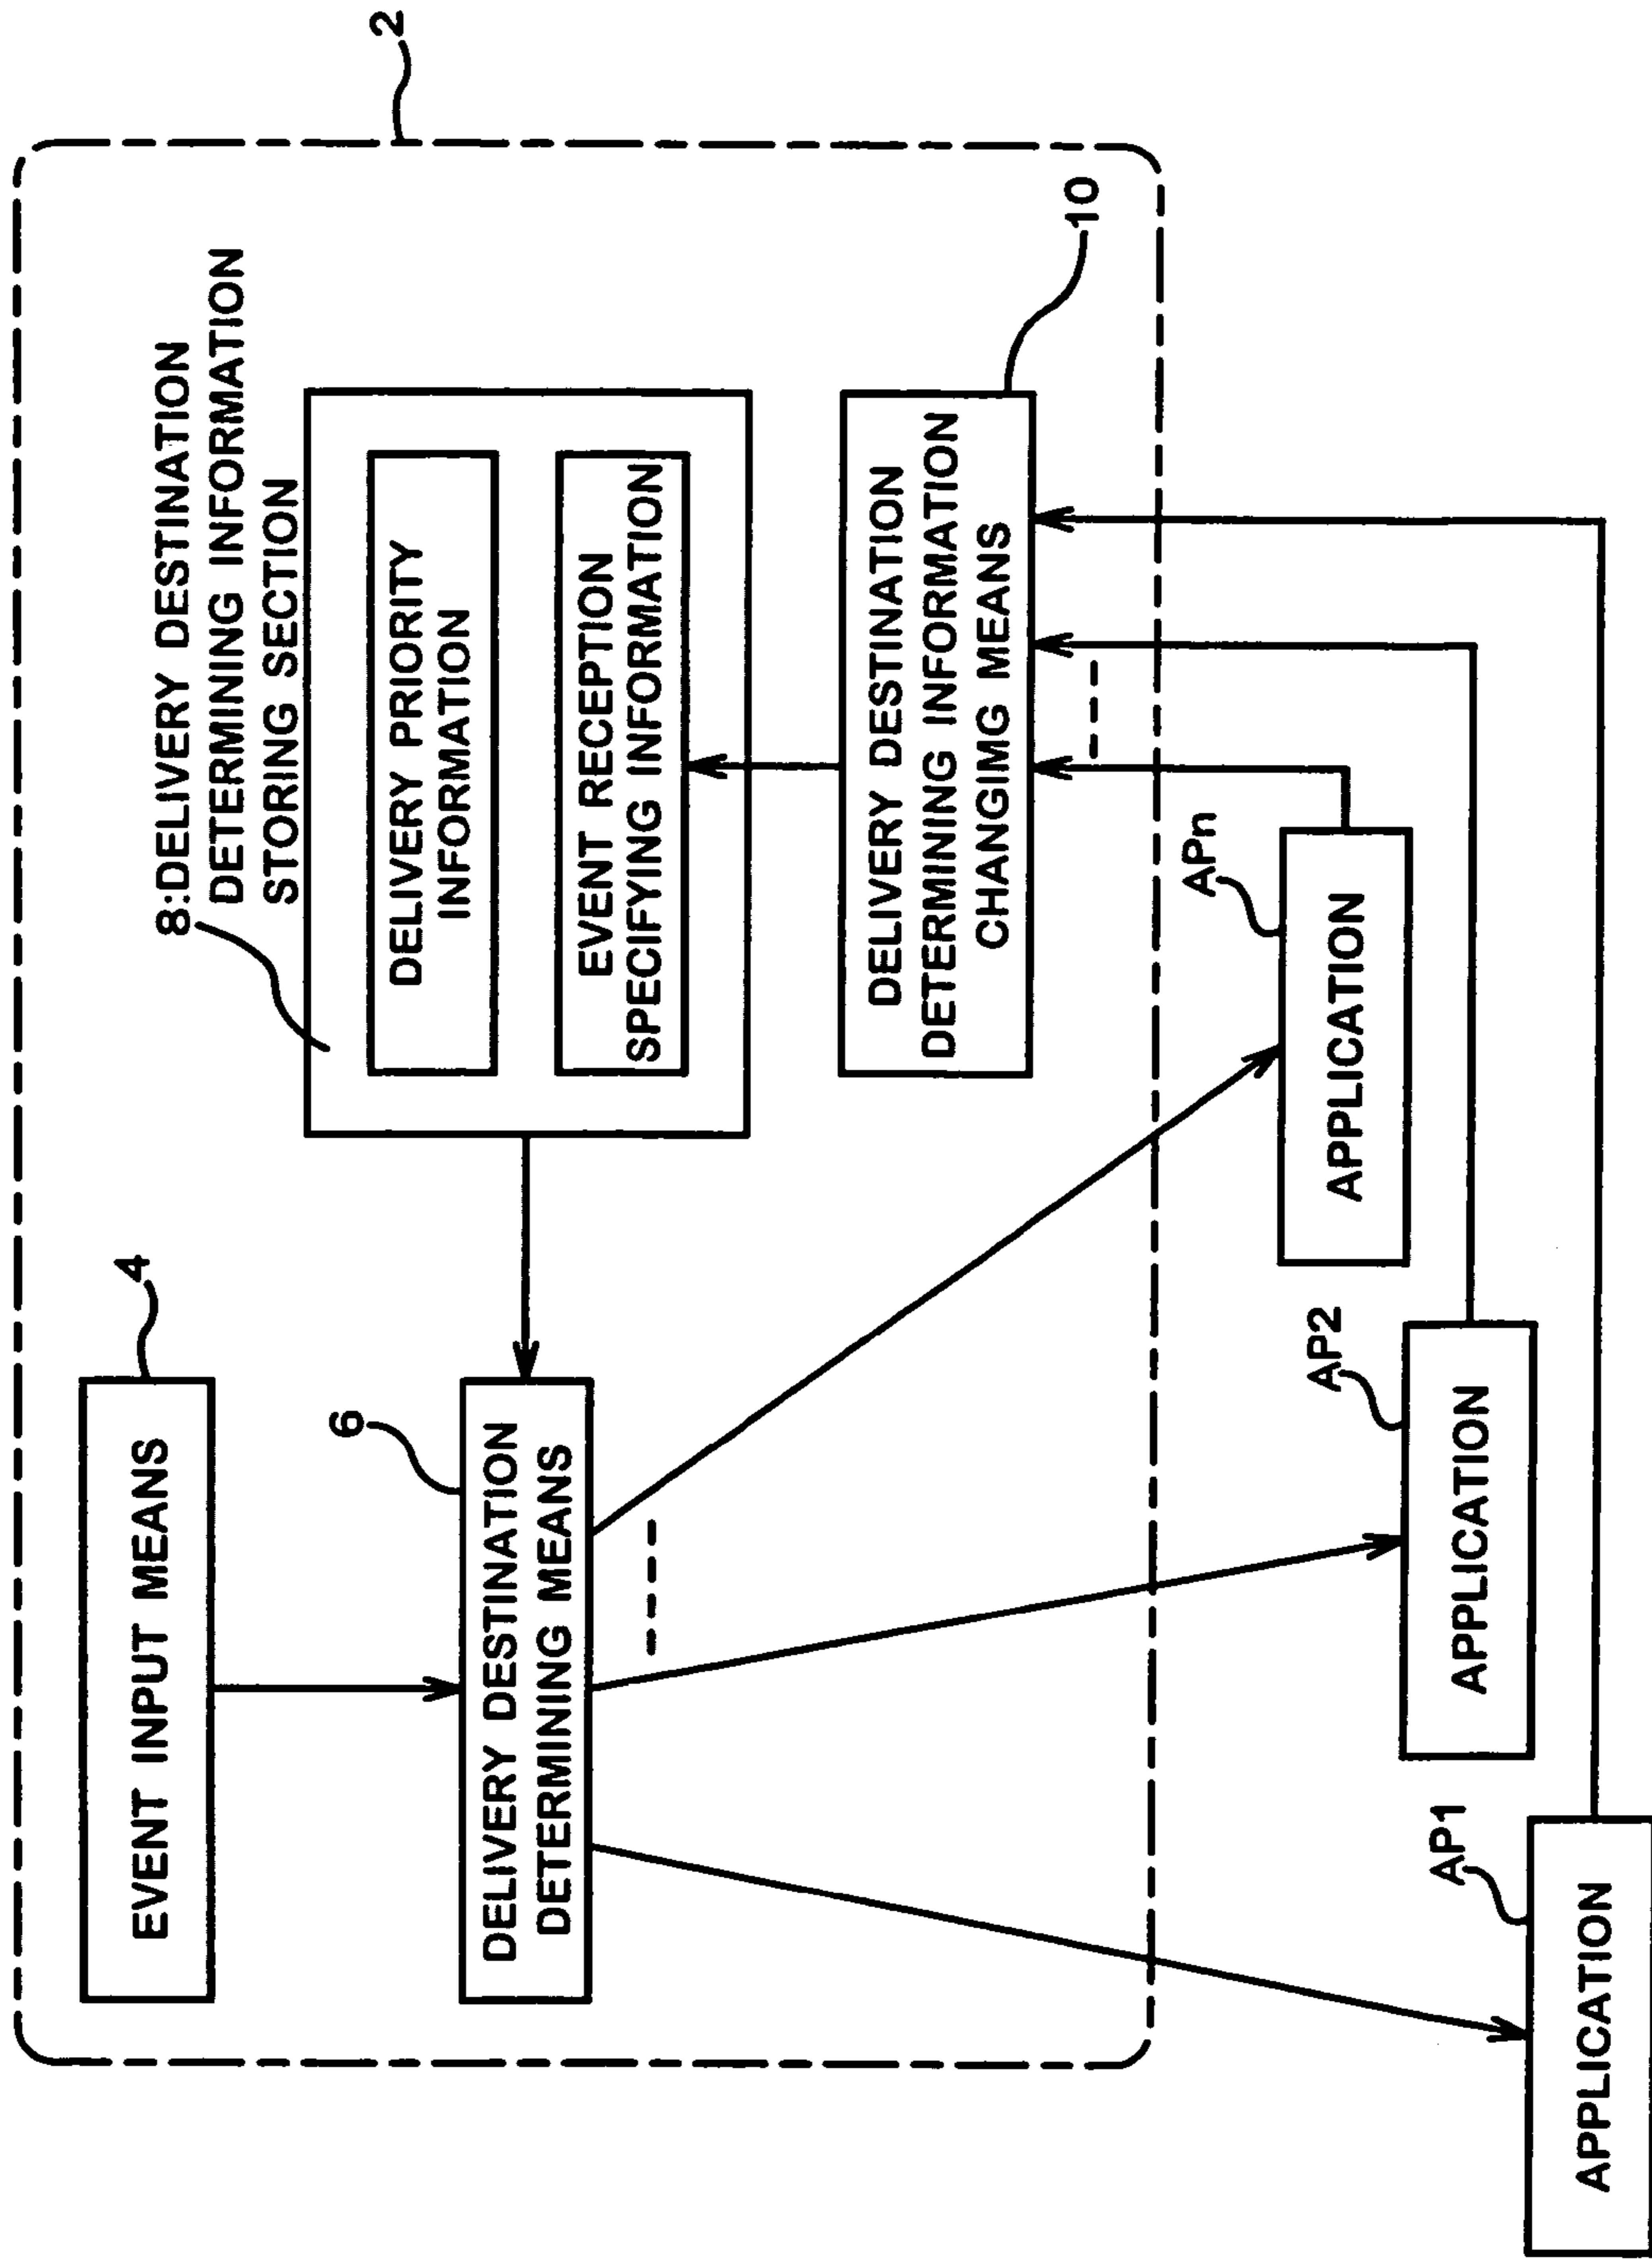 2
4
EVENT INPUT MEANS
8:DELIVERY DESTINATION
DETERMINING INFORMATION
STORING SECTION
DELIVERY PRIORITY
INFORMATION
6
DELIVERY DESTINATION
DETERMINING MEANS
EVENT RECEPTION
SPECIFYING INFORMATION
10
DELIVERY DESTINATION
DETERMINING INFORMATION
CHANGIMG MEANS
APn
APPLICATION
AP2
APPLICATION
AP1
APPLICATION